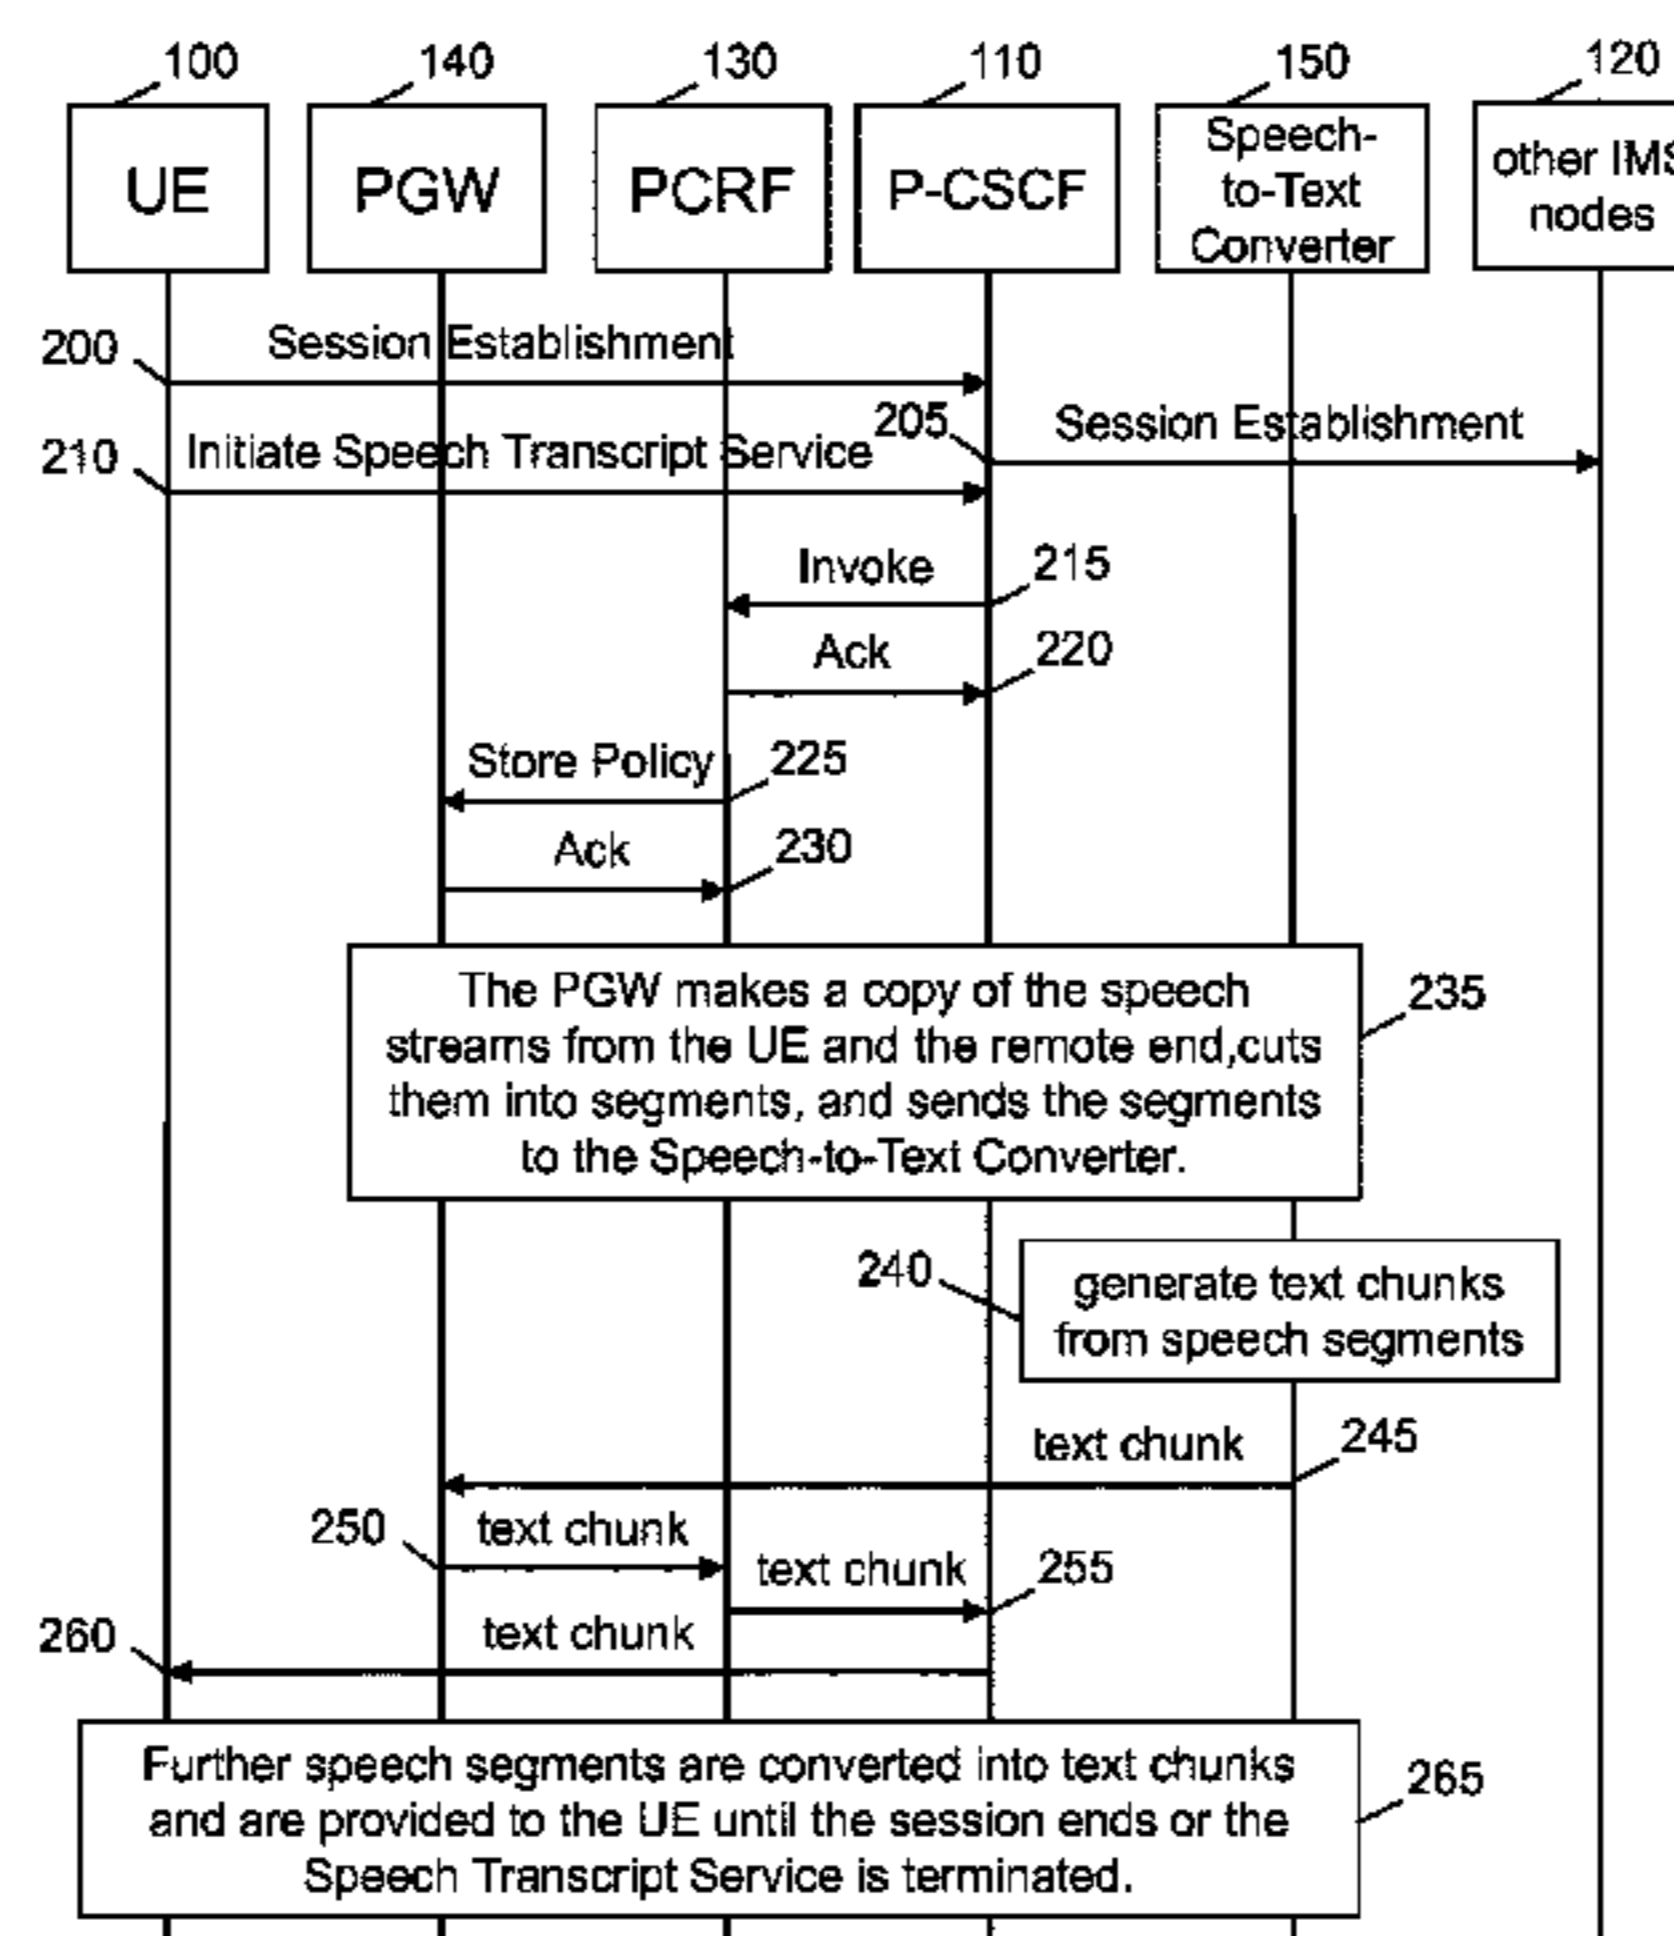 100
140
130
110
150
120
UE
PGW
PCRF
P-CSCF
Speech-
to-Text
Converter
other IMS
nodes
200
Session Establishment
205
Session Establishment
210
Initiate Speech Transcript Service
Invoke
215
Ack
220
Store Policy
225
Ack
230
The PGW makes a copy of the speech
streams from the UE and the remote end,cuts
them into segments, and sends the segments
to the Speech-to-Text Converter.
235
240
generate text chunks
from speech segments
text chunk
245
250
text chunk
text chunk
255
260
text chunk
Further speech segments are converted into text chunks
and are provided to the UE until the session ends or the
Speech Transcript Service is terminated.
265